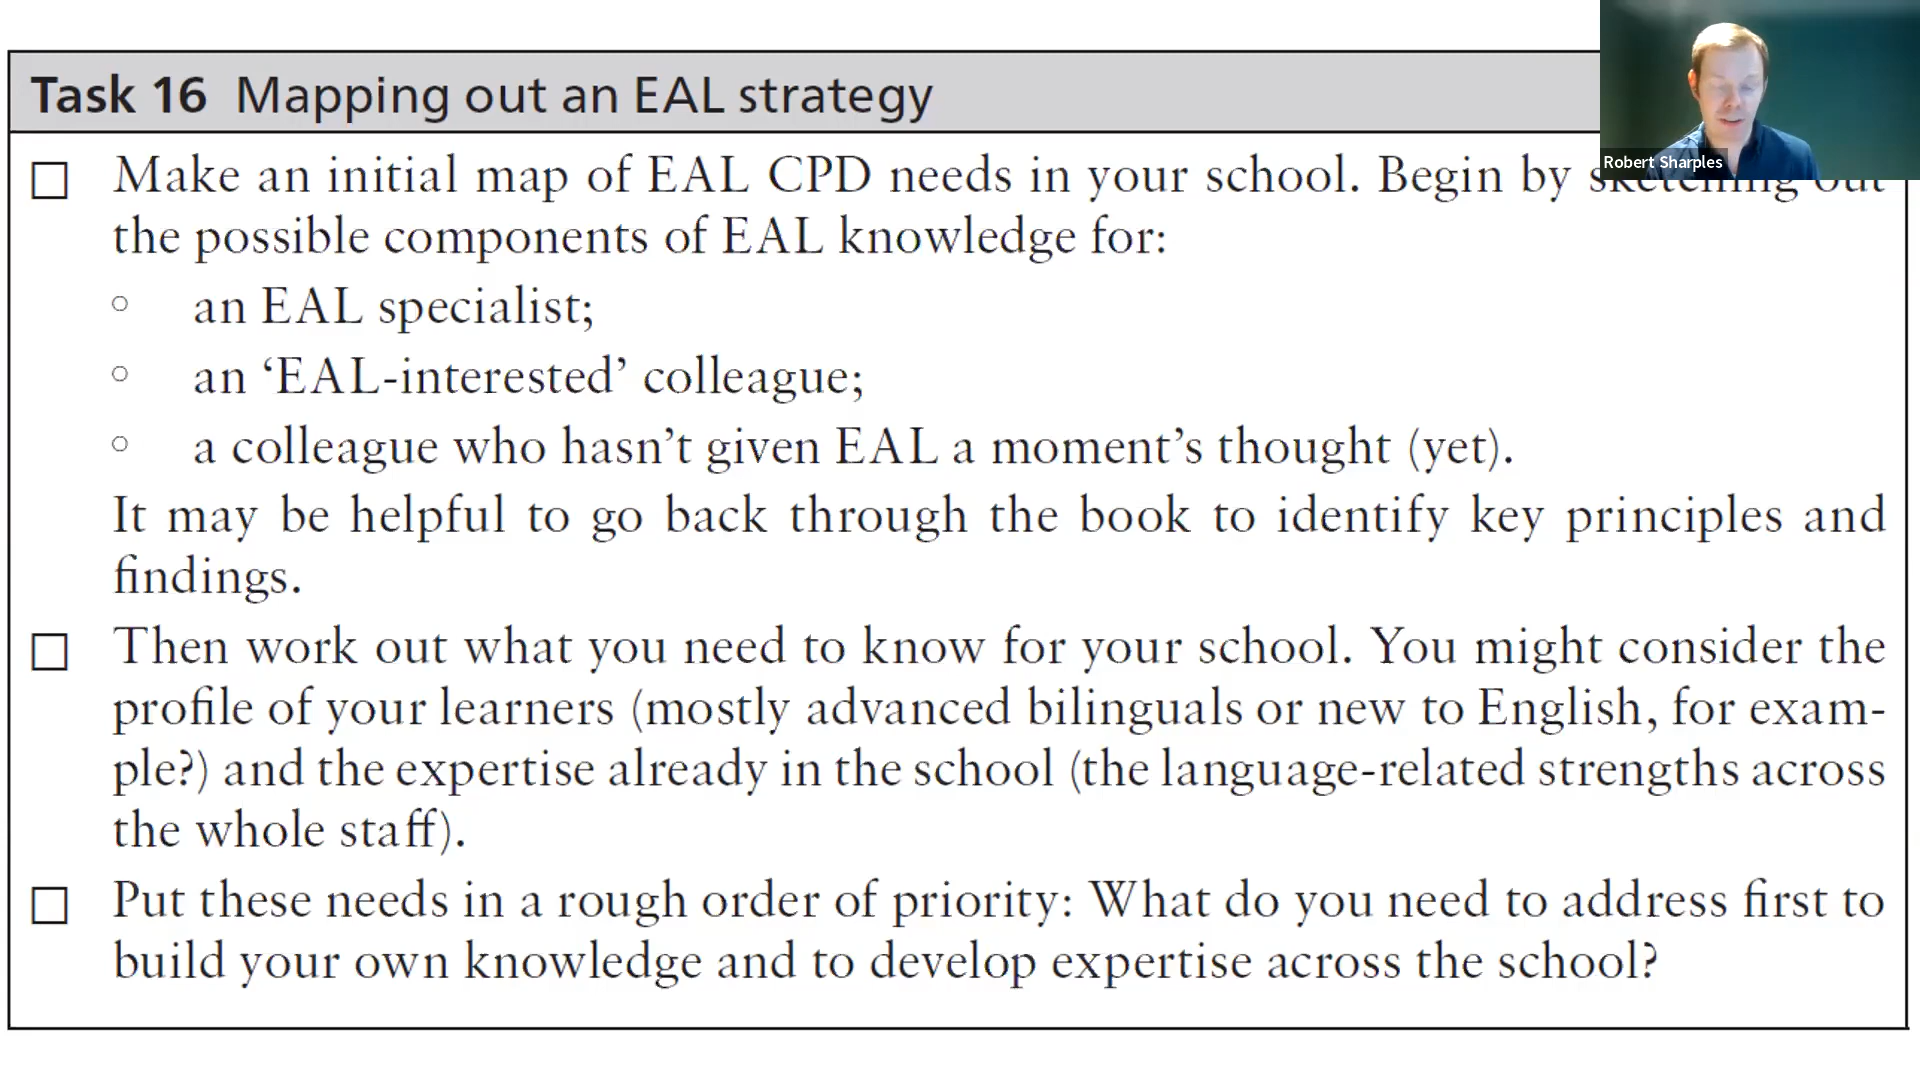 Task 16 Mapping out an EAL strategy
Robert Sharples
Make an initial map of EAL CPD needs in your school. Begin by sketching out
the possible components of EAL knowledge for:
an EAL specialist;
an ‘EAL-interested’ colleague;
a colleague who hasn’t given EAL a moment’s thought (yet).
It may be helpful to go back through the book to identify key principles and
findings.
Then work out what you need to know for your school. You might consider the
profile of your learners (mostly advanced bilinguals or new to English, for exam-
ple?) and the expertise already in the school (the language-related strengths across
the whole staff).
Put these needs in a rough order of priority: What do you need to address first to
build your own knowledge and to develop expertise across the school?